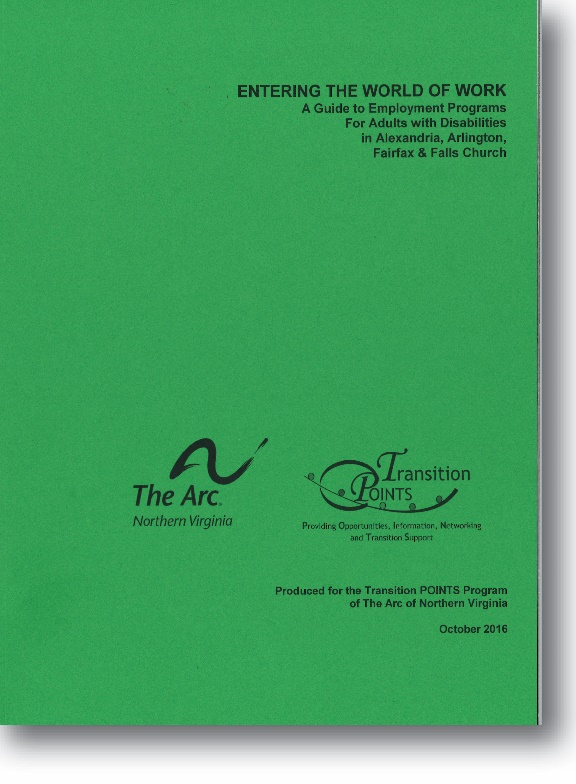 ENTERING THE WORLD OF WORK
A Guide to Employment Programs
For Adults with Disabilities
in Alexandria, Arlington,
Fairfax & Falls Church
The Arc.
Northern Virginia
Transition
POINTS
Providing Opportunities, Information, Networking
and Transition Support
Produced for the Transition POINTS Program
of The Arc of Northern Virginia
October 2016